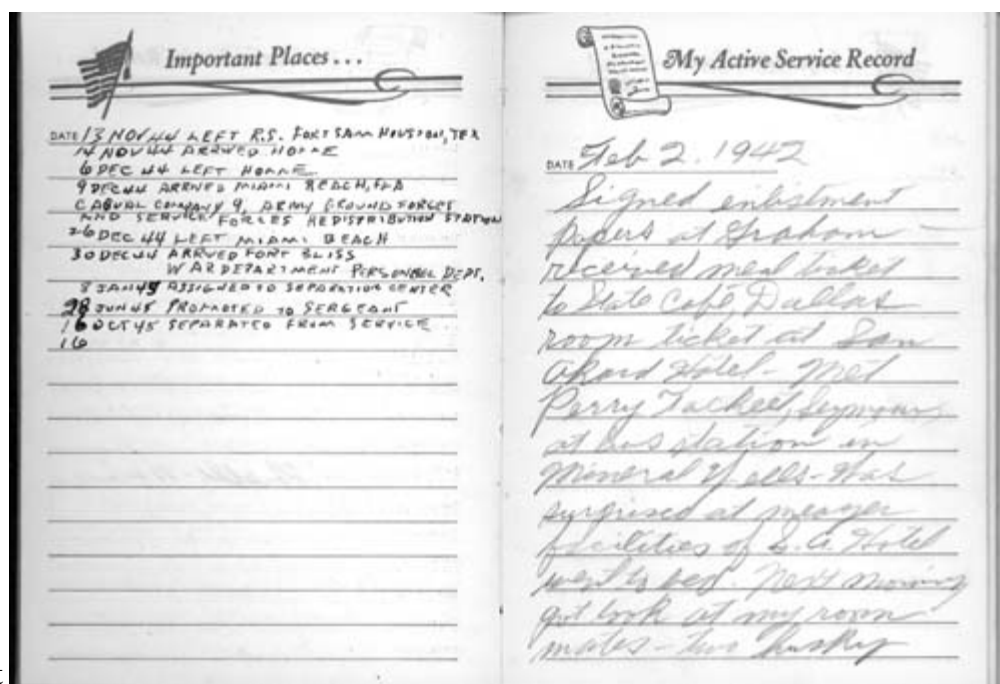 Important Places...
DATE 13 NOV 44 LEFT R.S. FORT SAM HOUSTON, TEX
14 NOV 44 ARRIVED HOME
6 DEC 44 LEFT HOME
9 DEC 44 ARRIVED MIAMI BEACH, FLA
CASUAL COMPANY 9, ARMY GROUND FORCES
AND SERVICE FORCES REDISTRIBUTION STATION
26 DEC 44 LEFT MIAMI BEACH
30 DEC 44 ARRIVED FORT BLISS
WAR DEPARTMENT PERSONNEL DEPT,
8 JAN 45 ASSIGNED TO SEPARATION CENTER
28 JUN 45 PROMOTED TO SERGEANT
16 OCT 45 SEPARATED FROM SERVICE
16
My Active Service Record
DATE Feb 2. 1942
Signed enlistment
papers at Graham -
received meal ticket
to State Café, Dallas
room ticket at San
Akard Hotel - Met
Perry Seymour,
at bus station in
Mineral Wells - Was
surprised at meager
facilities of S.A. Hotel
went to bed. Next morning
got look at my room
mates - two husky